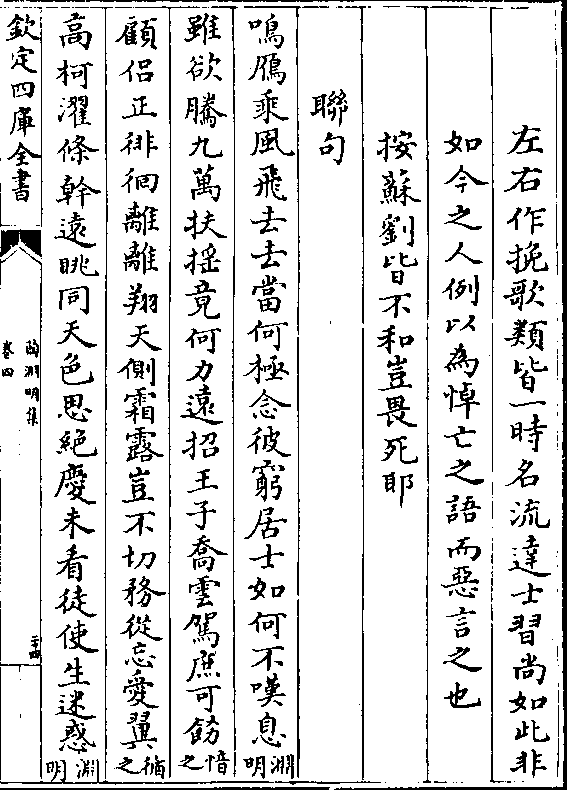 左右作挽歌類皆一時名流達士習尚如此非
如今之人例以為悼亡之語而惡言之也
按蘇劉皆不和豈畏死耶
聯句
鳴鴈乘風飛去去當何極念彼窮居士如何不嘆息淵明
雖欲騰九萬扶揺竟何力遠招王子喬雲駕庶可飭愔之
顧侶正徘徊離離翔天側霜露豈不切務從忘愛翼循之
高柯濯條幹遠眺同天色思絶慶未看徒使生迷惑淵明
欽定四庫全書
陶淵明集
卷四
二十四